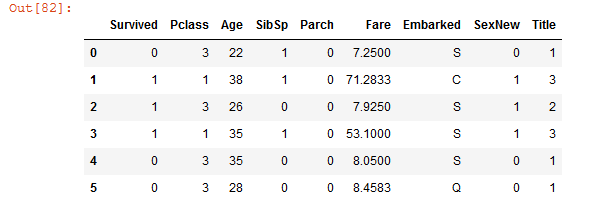 Out[82]:
Survived Pclass Age SibSp Parch Fare Embarked SexNew Title
0 0 3 22 1 0 7.2500 S 0 1
1 1 1 38 1 0 71.2833 C 1 3
2 1 3 26 0 0 7.9250 S 1 2
3 1 1 35 1 0 53.1000 S 1 3
4 0 3 35 0 0 8.0500 S 0 1
5 0 3 28 0 0 8.4583 Q 0 1